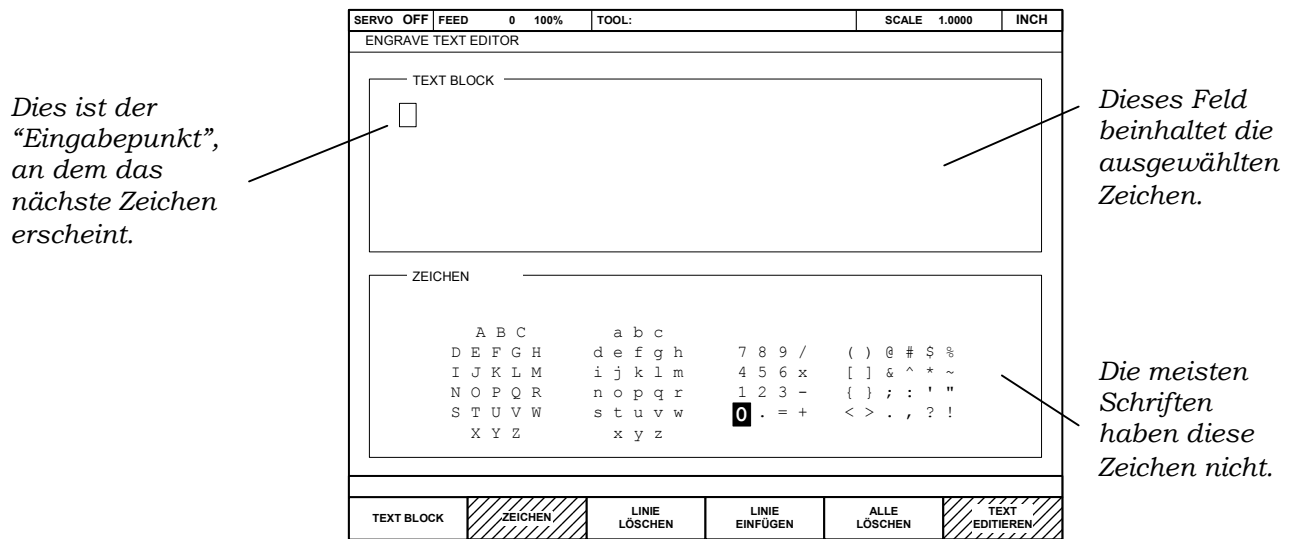 SERVO OFF FEED 0 100% TOOL: SCALE 1.0000 INCH
ENGRAVE TEXT EDITOR
TEXT BLOCK
Dies ist der
“Eingabepunkt”,
an dem das
nächste Zeichen
erscheint.
Dieses Feld
beinhaltet die
ausgewählten
Zeichen.
ZEICHEN
A B C a b c
D E F G H d e f g h 7 8 9 / ( ) @ # $ %
I J K L M i j k l m 4 5 6 x [ ] & ^ * ~
N O P Q R n o p q r 1 2 3 - { } ; : ' "
S T U V W s t u v w 0 . = + < > . , ? !
X Y Z x y z
Die meisten
Schriften
haben diese
Zeichen nicht.
TEXT BLOCK
ZEICHEN
LINIE
LÖSCHEN
LINIE
EINFÜGEN
ALLE
LÖSCHEN
TEXT
EDITIEREN